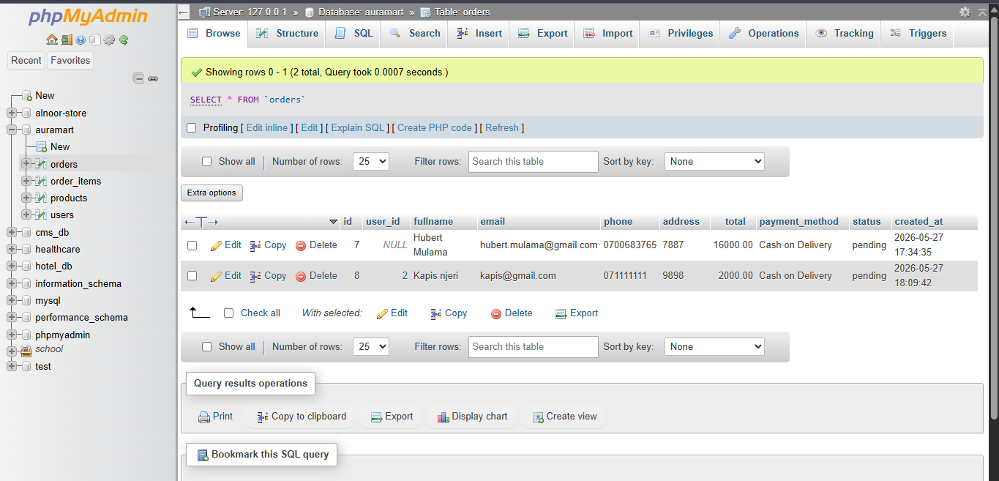 phpMyAdmin
Recent Favorites
New
alnoor-store
auramart
New
orders
order_items
products
users
cms_db
healthcare
hotel_db
information_schema
mysql
performance_schema
phpmyadmin
school
test
Server: 127.0.0.1 » Database: auramart » Table: orders
Browse Structure SQL Search Insert Export Import Privileges Operations Tracking Triggers
Showing rows 0 - 1 (2 total, Query took 0.0007 seconds.)
SELECT * FROM `orders`
Profiling [ Edit inline ] [ Edit ] [ Explain SQL ] [ Create PHP code ] [ Refresh ]
Show all Number of rows: 25 Filter rows: Search this table Sort by key: None
Extra options
id user_id fullname email phone address total payment_method status created_at
Edit Copy Delete 7 NULL Hubert Mulama hubert.mulama@gmail.com 0700683765 7887 16000.00 Cash on Delivery pending 2026-05-27 17:34:35
Edit Copy Delete 8 2 Kapis njeri kapis@gmail.com 071111111 9898 2000.00 Cash on Delivery pending 2026-05-27 18:09:42
Check all With selected: Edit Copy Delete Export
Show all Number of rows: 25 Filter rows: Search this table Sort by key: None
Query results operations
Print Copy to clipboard Export Display chart Create view
Bookmark this SQL query